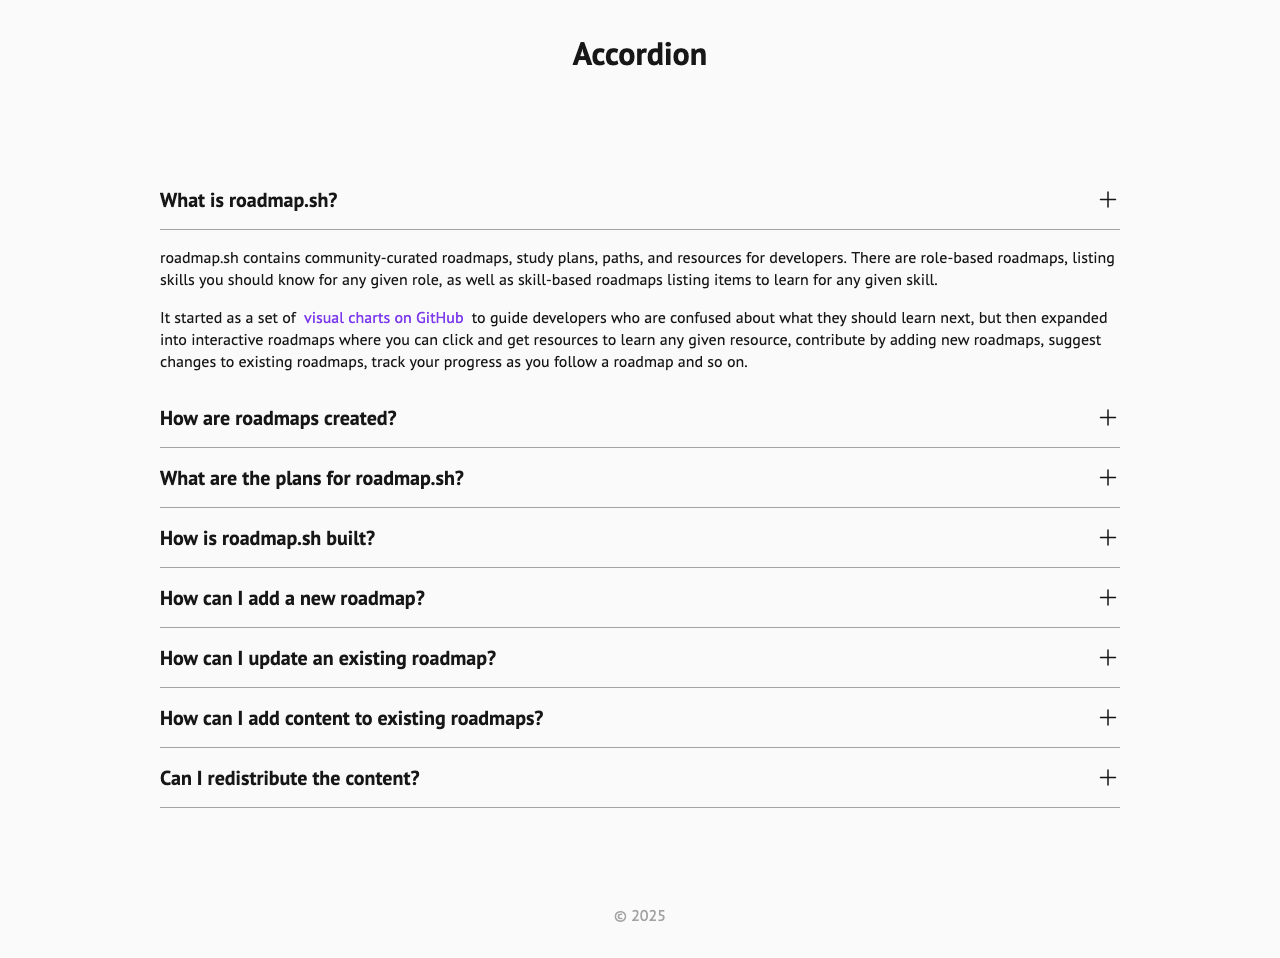 Accordion
What is roadmap.sh?
roadmap.sh contains community-curated roadmaps, study plans, paths, and resources for developers. There are role-based roadmaps, listing
skills you should know for any given role, as well as skill-based roadmaps listing items to learn for any given skill.
It started as a set of visual charts on GitHub to guide developers who are confused about what they should learn next, but then expanded
into interactive roadmaps where you can click and get resources to learn any given resource, contribute by adding new roadmaps, suggest
changes to existing roadmaps, track your progress as you follow a roadmap and so on.
How are roadmaps created?
What are the plans for roadmap.sh?
How is roadmap.sh built?
How can I add a new roadmap?
How can I update an existing roadmap?
How can I add content to existing roadmaps?
Can I redistribute the content?
© 2025